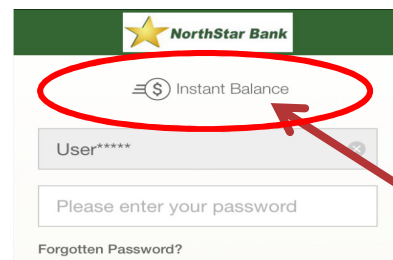 NorthStar Bank
$ Instant Balance
User*****
Please enter your password
Forgotten Password?